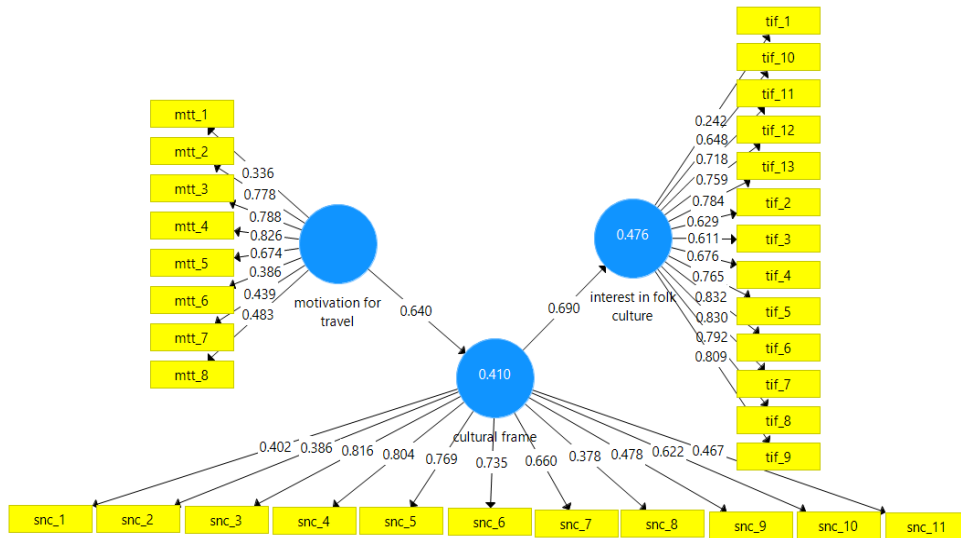 mtt_1
mtt_2
mtt_3
mtt_4
mtt_5
mtt_6
mtt_7
mtt_8
0.336
0.778
0.788
0.826
0.674
0.386
0.439
0.483
motivation for
travel
0.640
0.410
cultural frame
0.690
0.476
interest in folk
culture
0.242
0.648
0.718
0.759
0.784
0.629
0.611
0.676
0.765
0.832
0.830
0.792
0.809
tif_1
tif_10
tif_11
tif_12
tif_13
tif_2
tif_3
tif_4
tif_5
tif_6
tif_7
tif_8
tif_9
0.402
0.386
0.816
0.804
0.769
0.735
0.660
0.378
0.478
0.622
0.467
snc_1
snc_2
snc_3
snc_4
snc_5
snc_6
snc_7
snc_8
snc_9
snc_10
snc_11